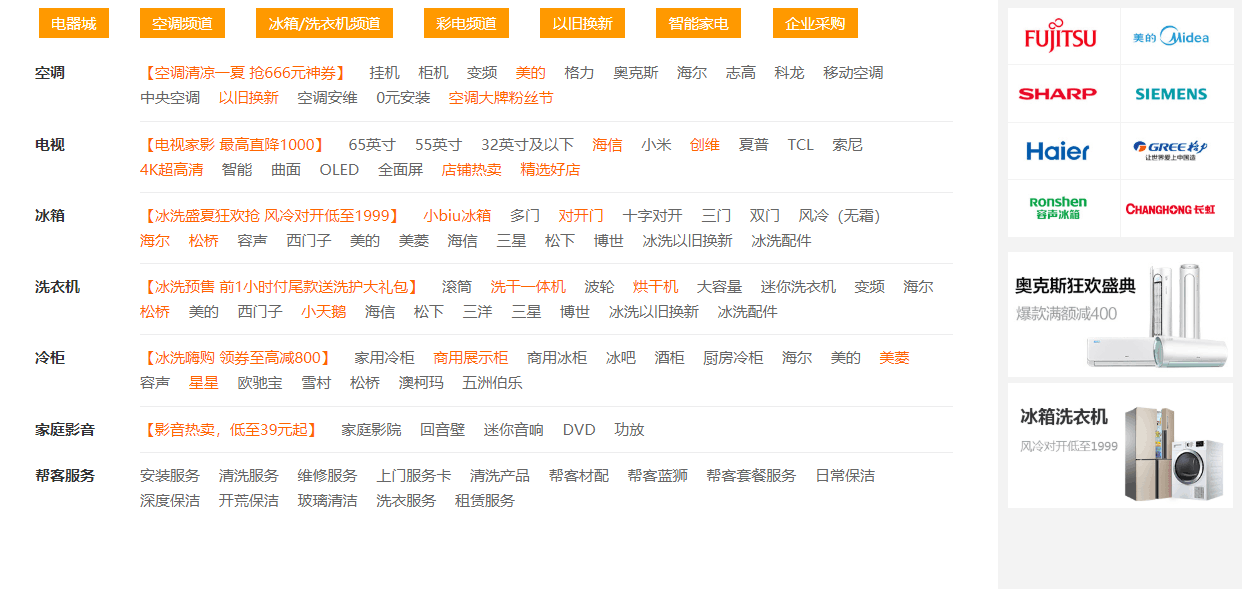 电器城 空调频道 冰箱/洗衣机频道 彩电频道 以旧换新 智能家电 企业采购
空调 【空调清凉一夏 抢666元神券】 挂机 柜机 变频 美的 格力 奥克斯 海尔 志高 科龙 移动空调
中央空调 以旧换新 空调安维 0元安装 空调大牌粉丝节
电视 【电视家影 最高直降1000】 65英寸 55英寸 32英寸及以下 海信 小米 创维 夏普 TCL 索尼
4K超高清 智能 曲面 OLED 全面屏 店铺热卖 精选好店
冰箱 【冰洗盛夏狂欢抢 风冷对开低至1999】 小biu冰箱 多门 对开门 十字对开 三门 双门 风冷（无霜）
海尔 松桥 容声 西门子 美的 美菱 海信 三星 松下 博世 冰洗以旧换新 冰洗配件
洗衣机 【冰洗预售 前1小时付尾款送洗护大礼包】 滚筒 洗干一体机 波轮 烘干机 大容量 迷你洗衣机 变频 海尔
松桥 美的 西门子 小天鹅 海信 松下 三洋 三星 博世 冰洗以旧换新 冰洗配件
冷柜 【冰洗嗨购 领券至高减800】 家用冷柜 商用展示柜 商用冰柜 冰吧 酒柜 厨房冷柜 海尔 美的 美菱
容声 星星 欧驰宝 雪村 松桥 澳柯玛 五洲伯乐
家庭影音 【影音热卖，低至39元起】 家庭影院 回音壁 迷你音响 DVD 功放
帮客服务 安装服务 清洗服务 维修服务 上门服务卡 清洗产品 帮客材配 帮客蓝狮 帮客套餐服务 日常保洁
深度保洁 开荒保洁 玻璃清洁 洗衣服务 租赁服务
FUJITSU 美的 Midea
SHARP SIEMENS
Haier GREE 格力
让世界爱上中国造
Ronshen
容声冰箱 CHANGHONG 长虹
奥克斯狂欢盛典
爆款满额减400
冰箱洗衣机
风冷对开低至1999